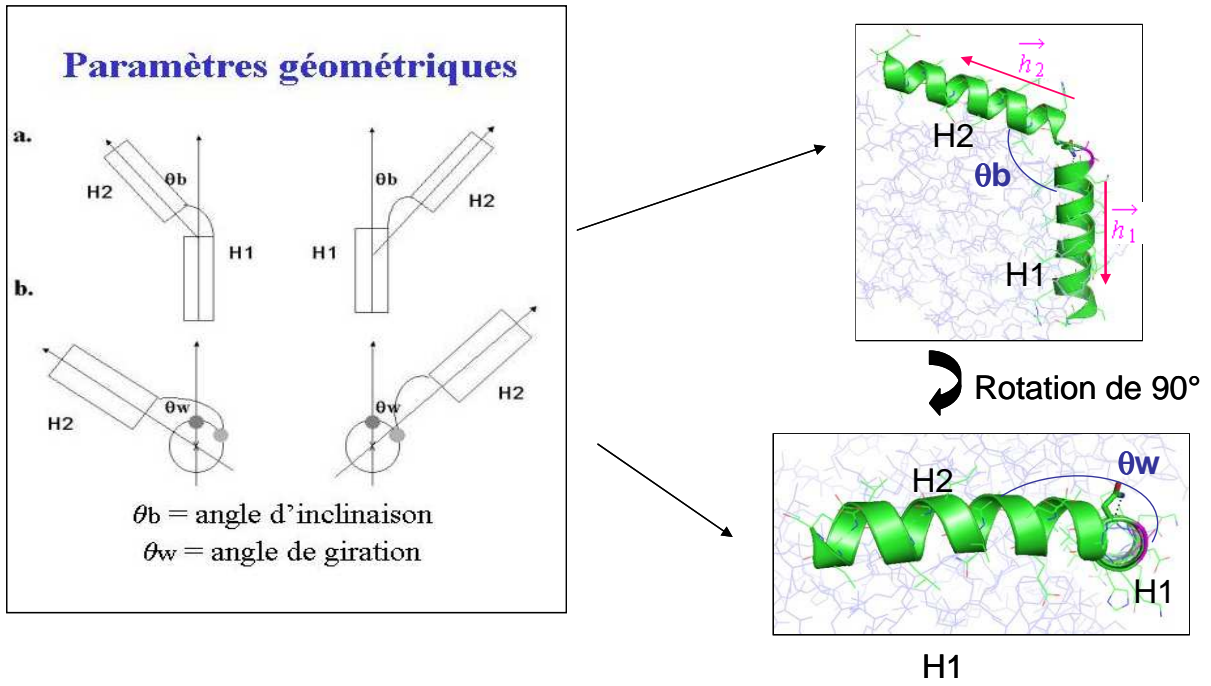 Paramètres géométriques
a.
θb
H2
H1
θb
H2
H1
b.
θw
H2
θw
H2
θb = angle d'inclinaison
θw = angle de giration
h₂
H2
θb
h₁
H1
Rotation de 90°
H2
θw
H1
H1